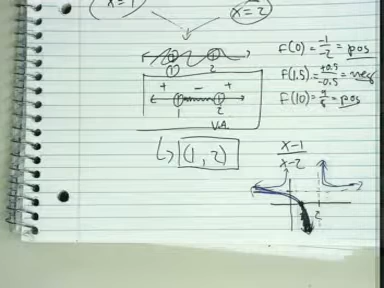 x=1
x=2
1 2
F(0) = -1/-2 = pos
F(1.5) = +0.5/-0.5 = neg
+ - +
1 2
F(10) = 9/8 = pos
V.A.
(1, 2)
x-1
x-2
2